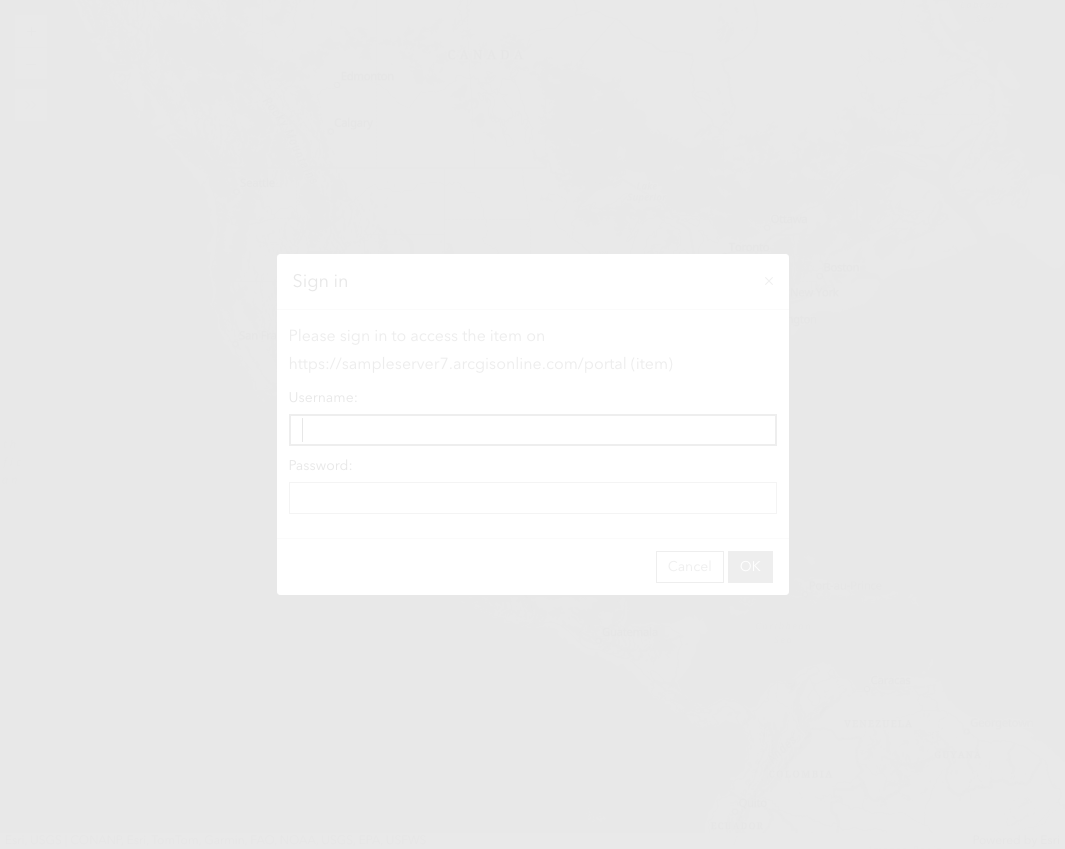 Sign in
×
Please sign in to access the item on
https://sampleserver7.arcgisonline.com/portal (item)
Username:
Password:
Cancel
OK